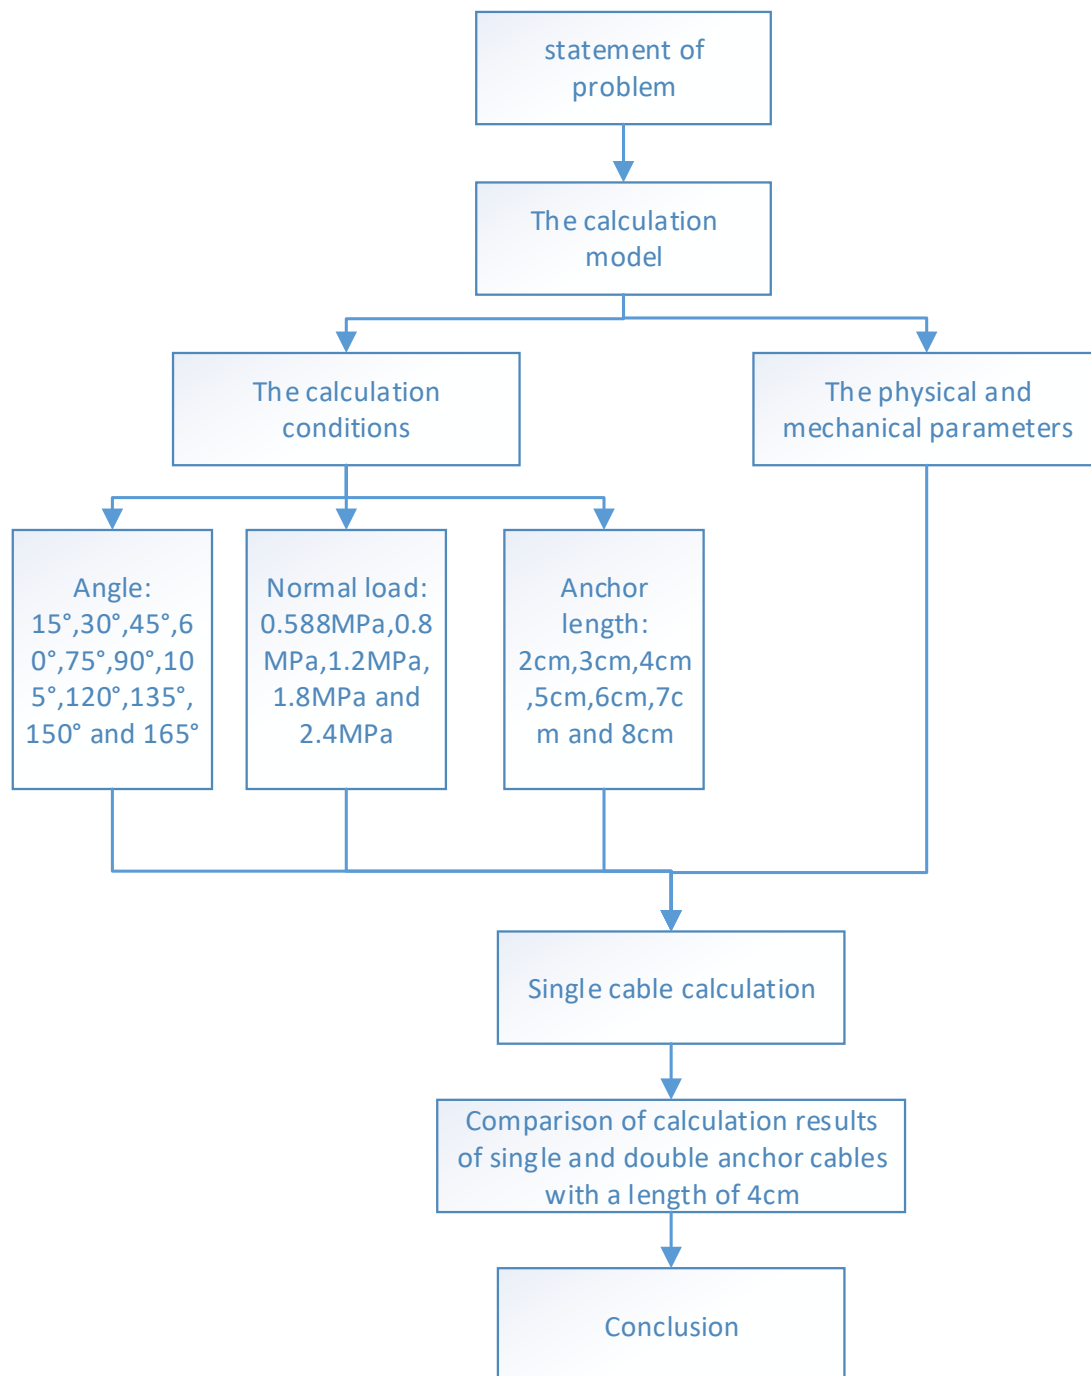 statement of
problem
The calculation
model
The calculation
conditions
The physical and
mechanical parameters
Angle:
15°,30°,45°,6
0°,75°,90°,10
5°,120°,135°,
150° and 165°
Normal load:
0.588MPa,0.8
MPa,1.2MPa,
1.8MPa and
2.4MPa
Anchor
length:
2cm,3cm,4cm
,5cm,6cm,7c
m and 8cm
Single cable calculation
Comparison of calculation results
of single and double anchor cables
with a length of 4cm
Conclusion